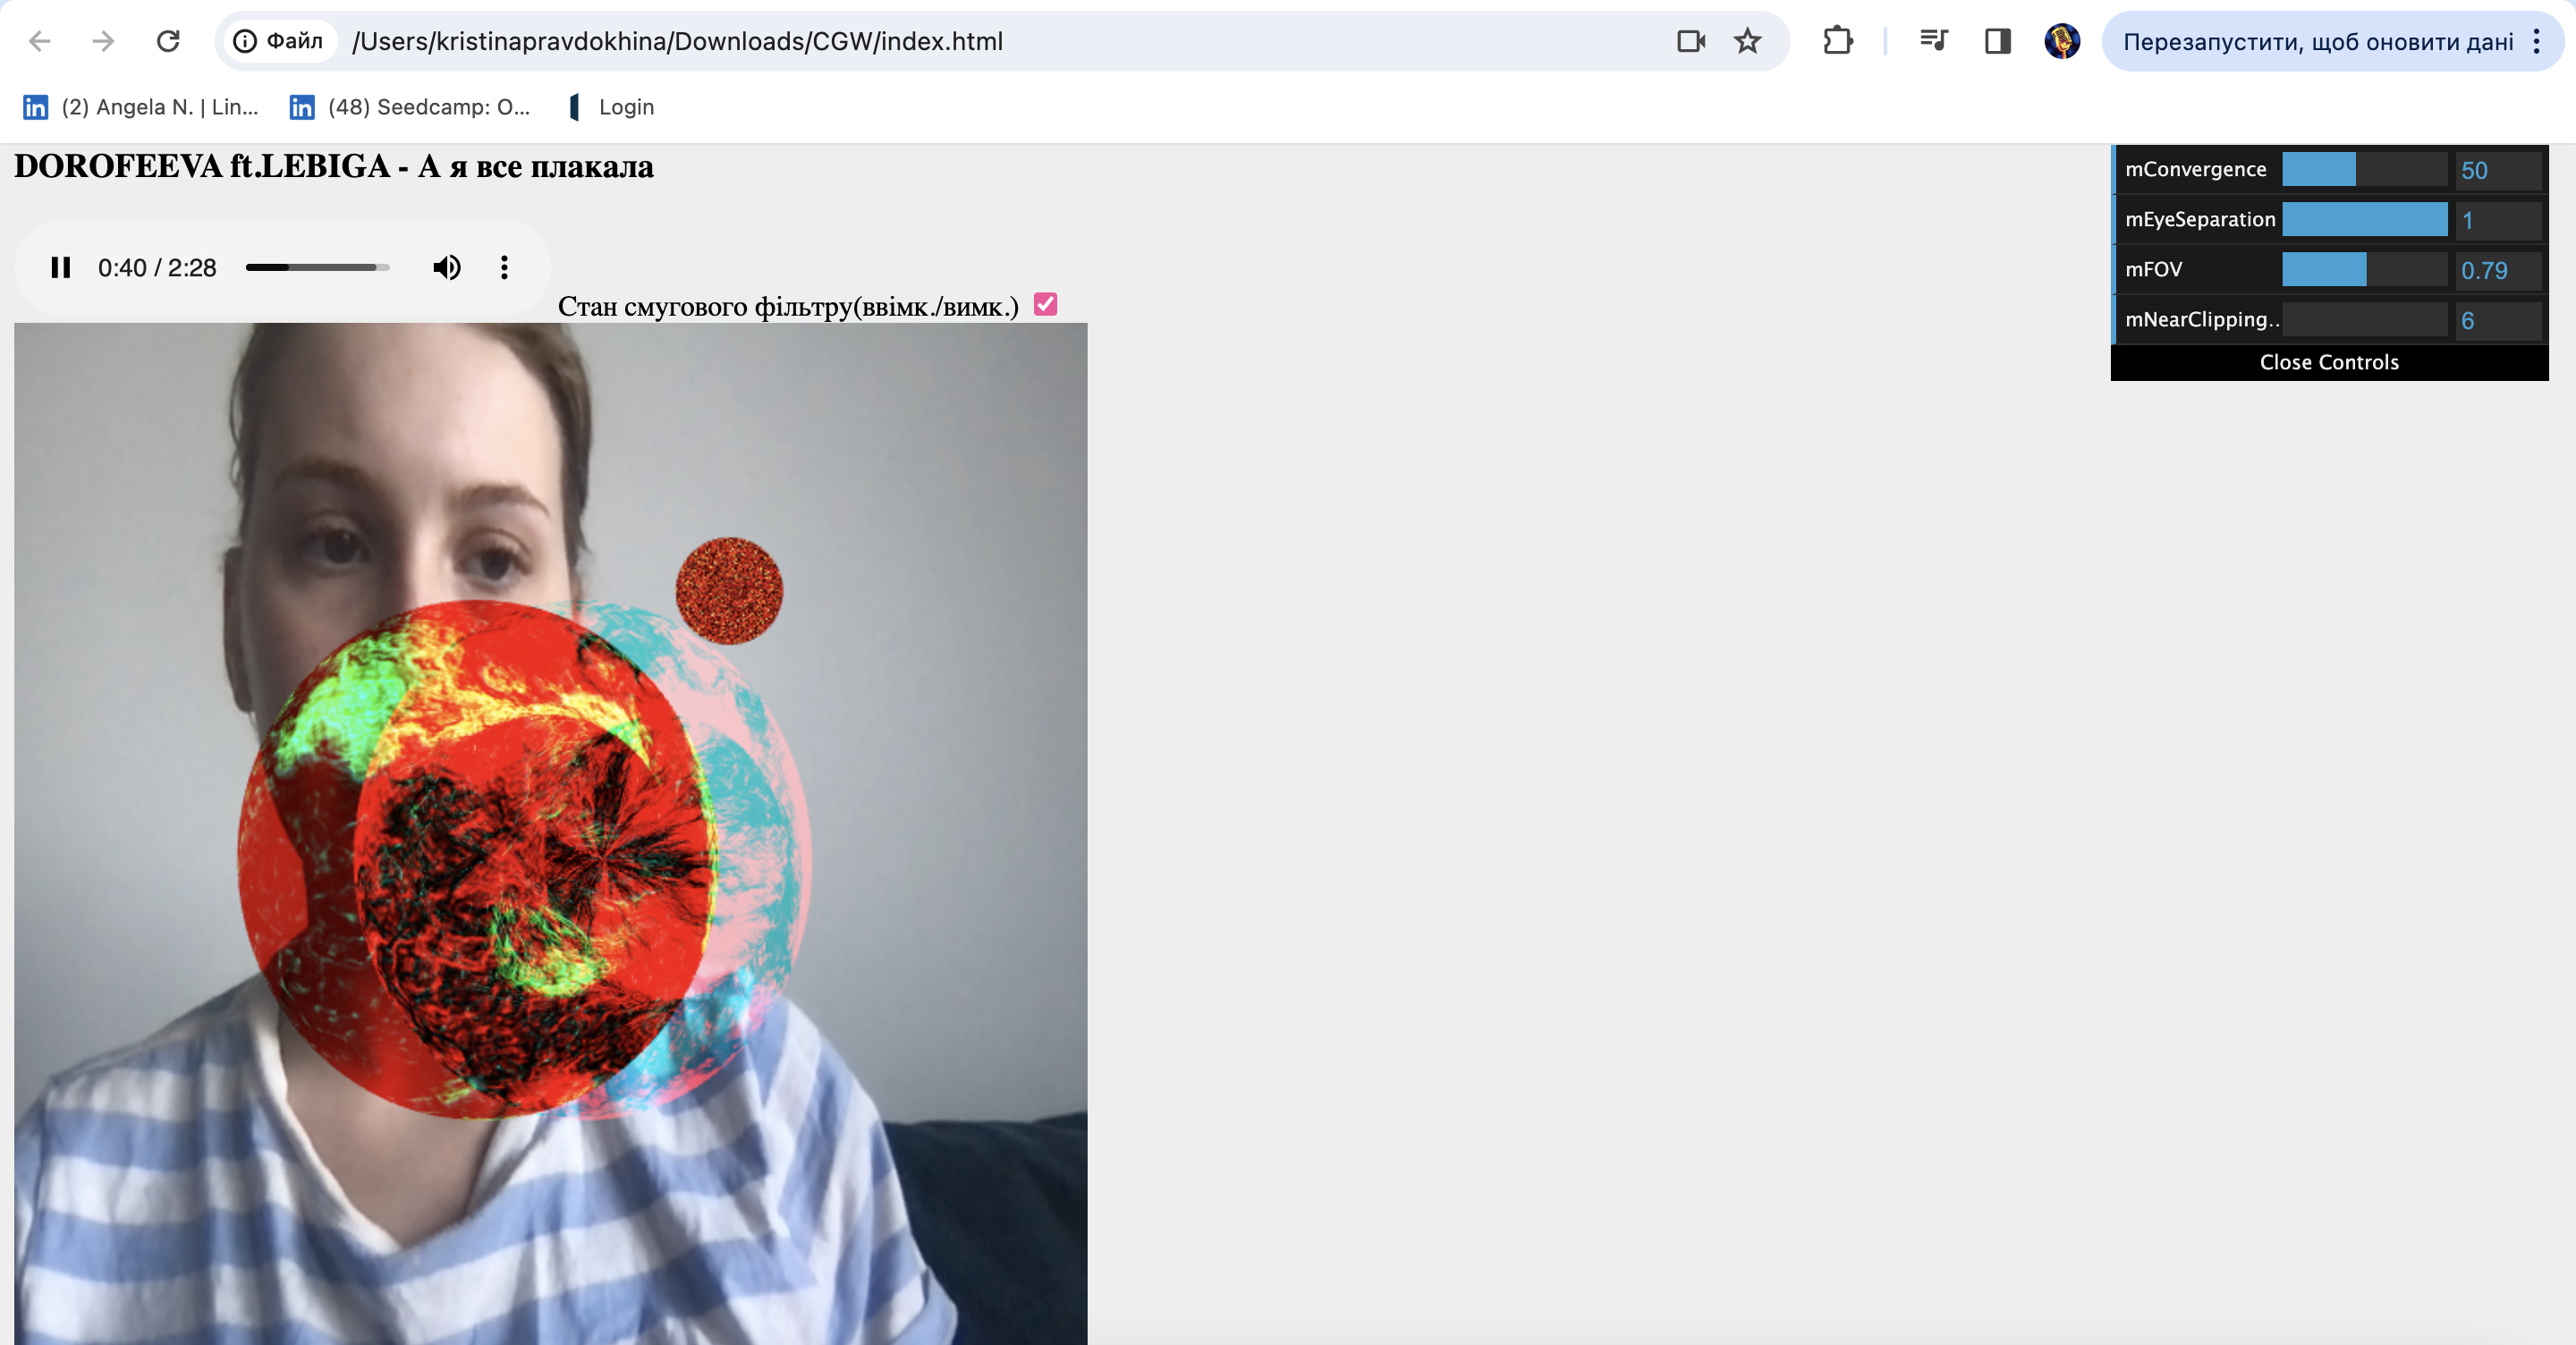 Файл /Users/kristinapravdokhina/Downloads/CGW/index.html Перезапустити, щоб оновити дані
(2) Angela N. | Lin... (48) Seedcamp: O... Login
DOROFEEVA ft.LEBIGA - А я все плакала
0:40 / 2:28
Стан смугового фільтру(ввімк./вимк.)
mConvergence 50
mEyeSeparation 1
mFOV 0.79
mNearClipping.. 6
Close Controls